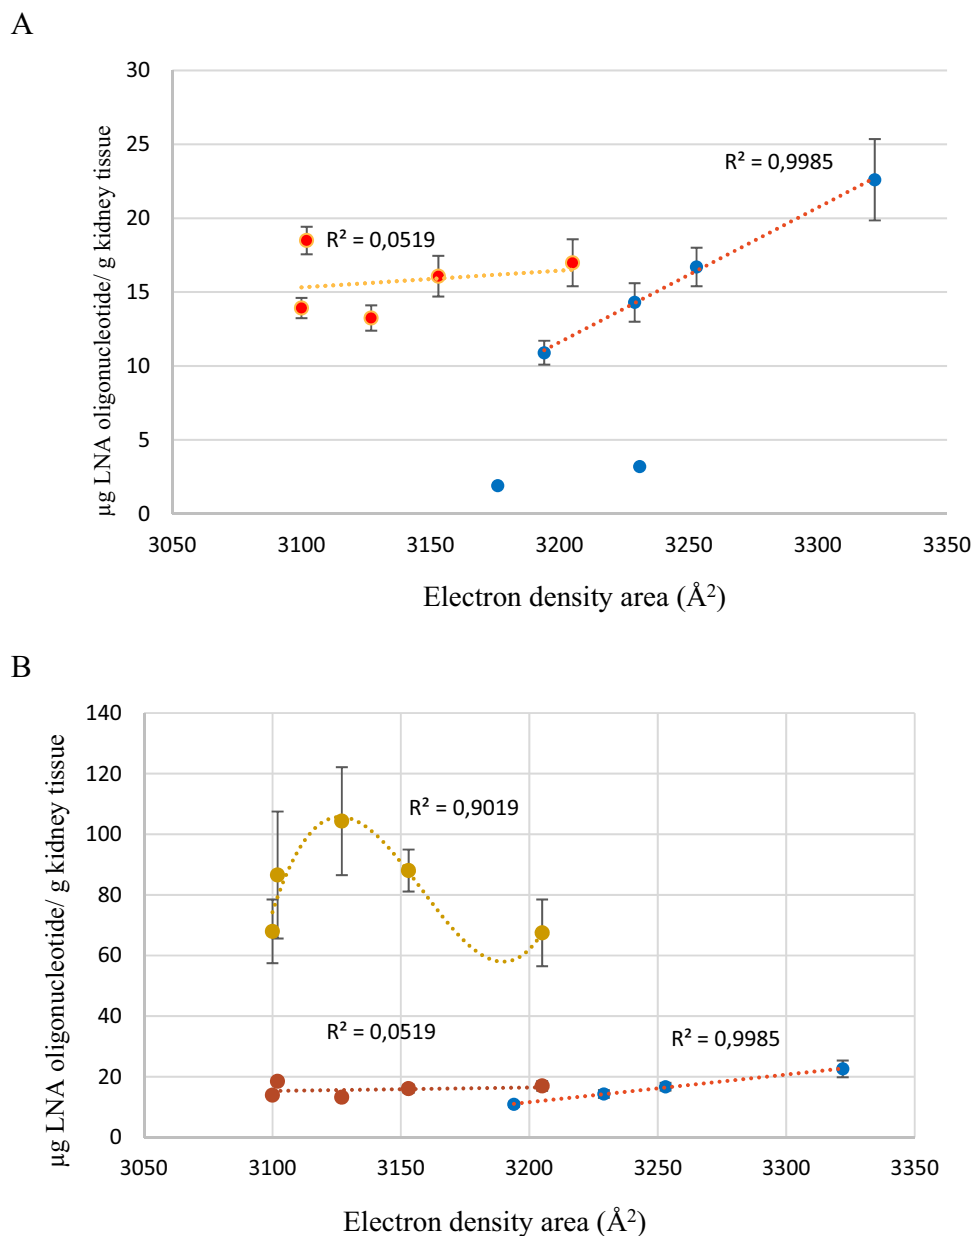 A
µg LNA oligonucleotide/ g kidney tissue
30
25
20
15
10
5
0
R² = 0,9985
R² = 0,0519
3050 3100 3150 3200 3250 3300 3350
Electron density area (Å²)
B
µg LNA oligonucleotide/ g kidney tissue
140
120
100
80
60
40
20
0
R² = 0,9019
R² = 0,0519
R² = 0,9985
3050 3100 3150 3200 3250 3300 3350
Electron density area (Å²)